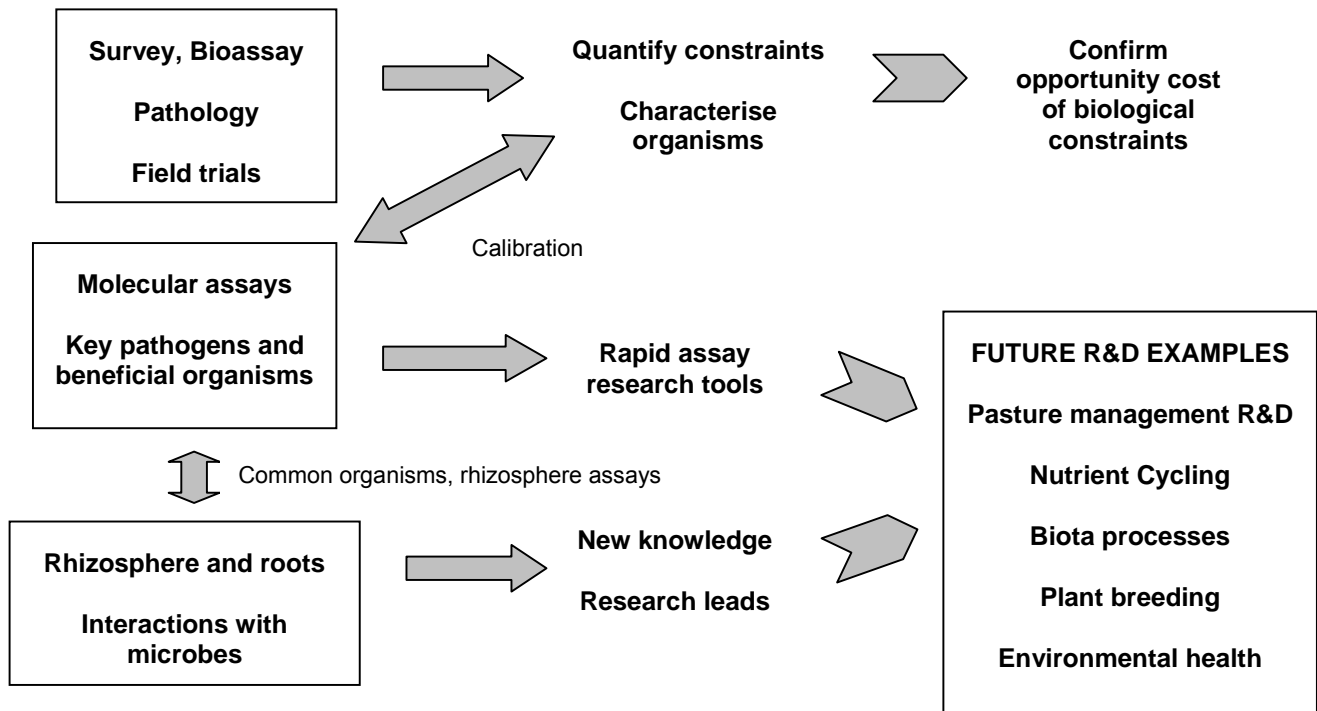 Survey, Bioassay
Pathology
Field trials
Quantify constraints
Characterise
organisms
Confirm
opportunity cost
of biological
constraints
Calibration
Molecular assays
Key pathogens and
beneficial organisms
Rapid assay
research tools
Common organisms, rhizosphere assays
Rhizosphere and roots
Interactions with
microbes
New knowledge
Research leads
FUTURE R&D EXAMPLES
Pasture management R&D
Nutrient Cycling
Biota processes
Plant breeding
Environmental health